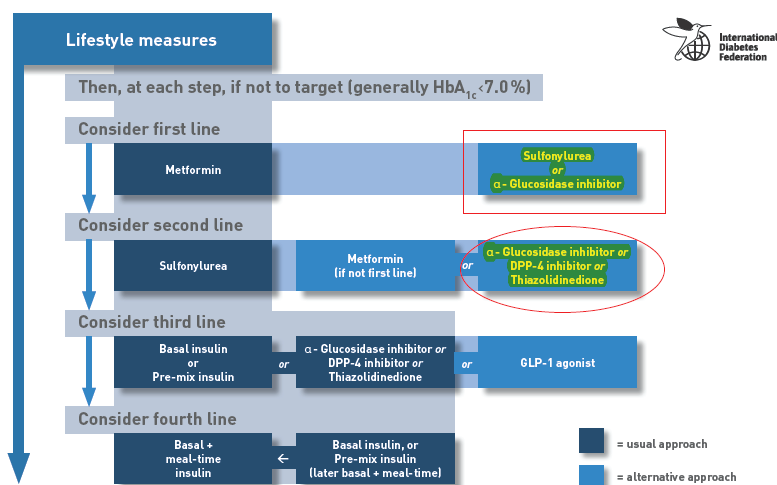 Lifestyle measures
International
Diabetes
Federation
Then, at each step, if not to target (generally HbA1c<7.0%)
Consider first line
Metformin
Sulfonylurea
or
α- Glucosidase inhibitor
Consider second line
Sulfonylurea
Metformin
(if not first line)
or
α- Glucosidase inhibitor or
DPP-4 inhibitor or
Thiazolidinedione
Consider third line
Basal insulin
or
Pre-mix insulin
or
α- Glucosidase inhibitor or
DPP-4 inhibitor or
Thiazolidinedione
or
GLP-1 agonist
Consider fourth line
Basal +
meal-time
insulin
←
Basal insulin, or
Pre-mix insulin
(later basal + meal-time)
= usual approach
= alternative approach